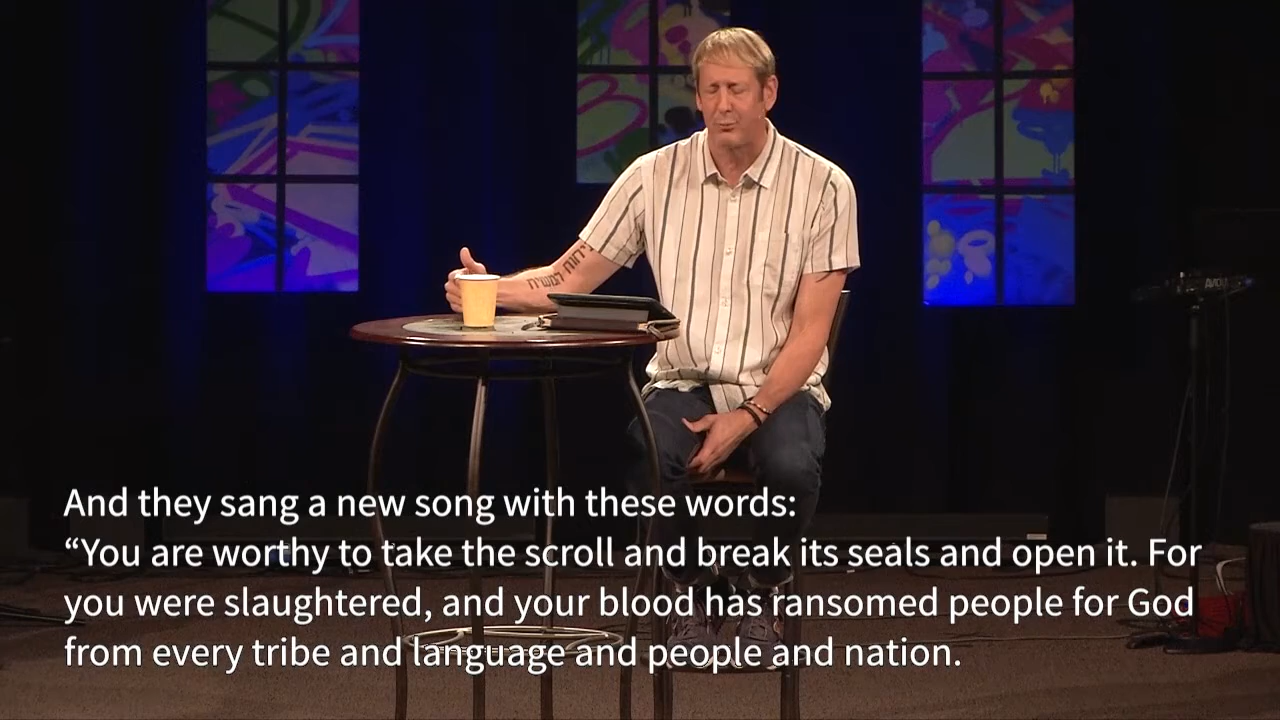 And they sang a new song with these words:
“You are worthy to take the scroll and break its seals and open it. For
you were slaughtered, and your blood has ransomed people for God
from every tribe and language and people and nation.